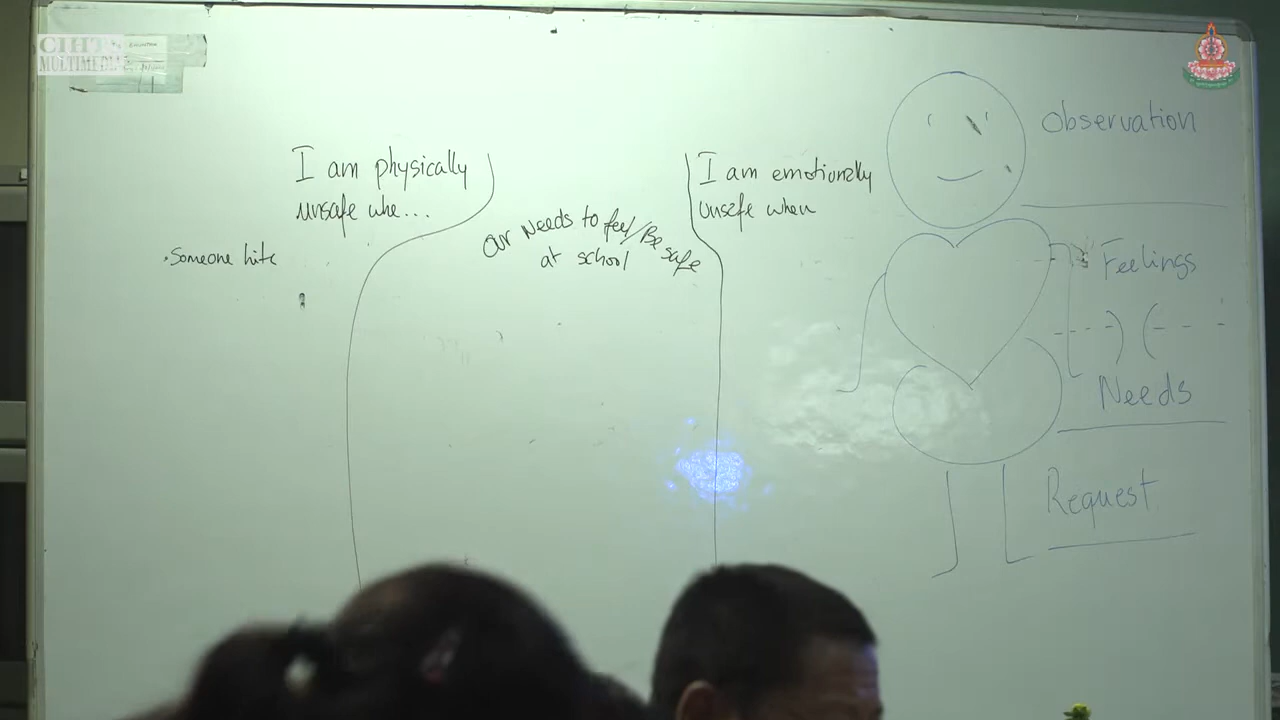 CIHTS
MULTIMEDIA
I am physically
unsafe whe...
.Someone hits
Our Needs to feel/Be safe
at school
I am emotionally
Unsafe when
Observation
Feelings
Needs
Request